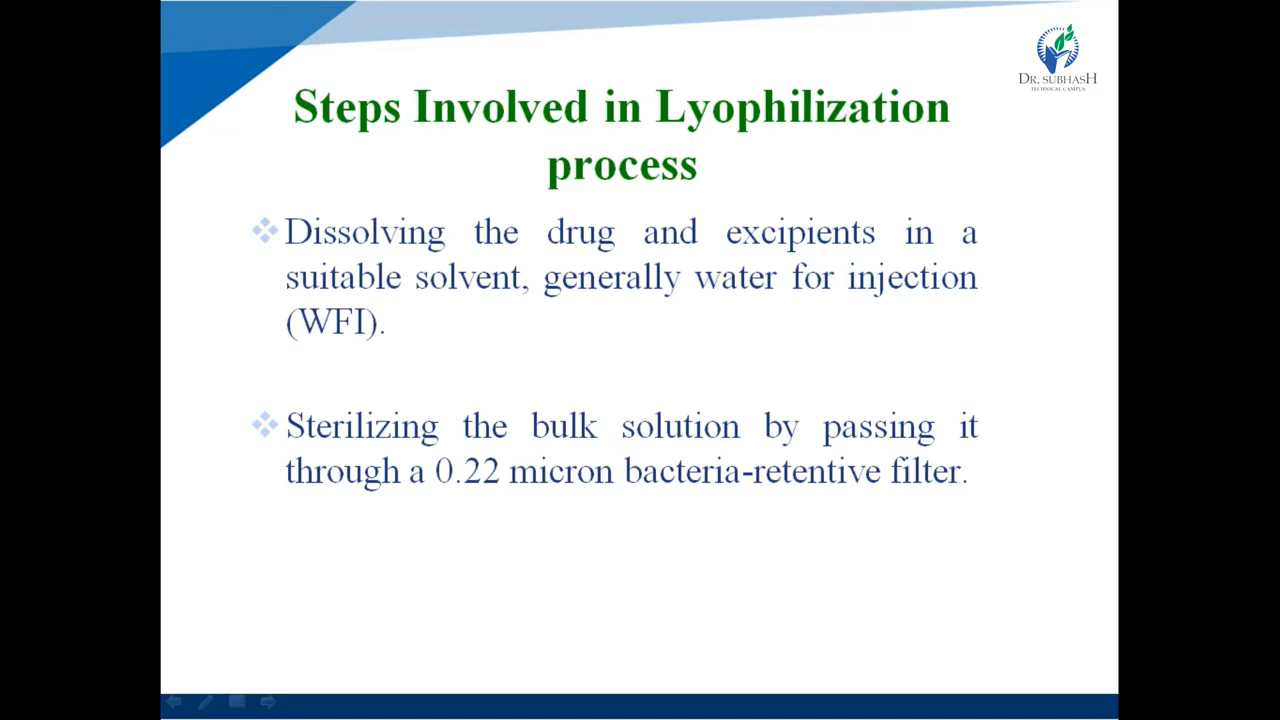 DR. SUBHASH
TECHNICAL CAMPUS
Steps Involved in Lyophilization
process
Dissolving the drug and excipients in a
suitable solvent, generally water for injection
(WFI).
Sterilizing the bulk solution by passing it
through a 0.22 micron bacteria-retentive filter.